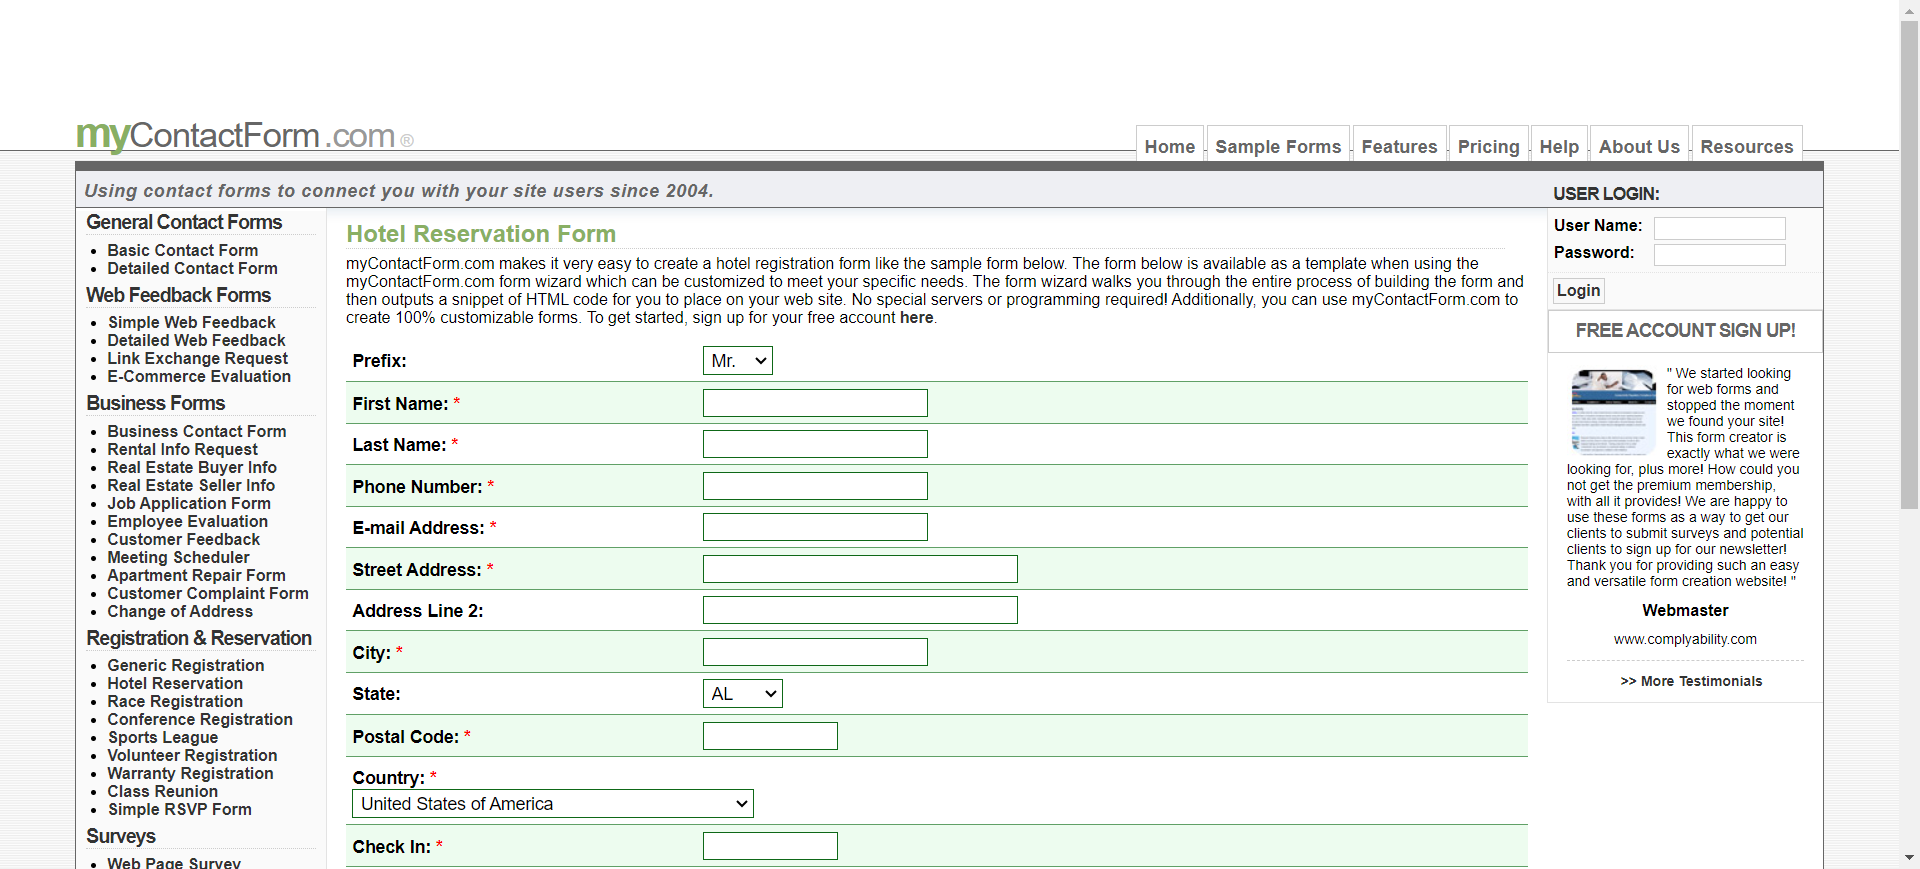 myContactForm.com®
Home
Sample Forms
Features
Pricing
Help
About Us
Resources
Using contact forms to connect you with your site users since 2004.
General Contact Forms
Basic Contact Form
Detailed Contact Form
Web Feedback Forms
Simple Web Feedback
Detailed Web Feedback
Link Exchange Request
E-Commerce Evaluation
Business Forms
Business Contact Form
Rental Info Request
Real Estate Buyer Info
Real Estate Seller Info
Job Application Form
Employee Evaluation
Customer Feedback
Meeting Scheduler
Apartment Repair Form
Customer Complaint Form
Change of Address
Registration & Reservation
Generic Registration
Hotel Reservation
Race Registration
Conference Registration
Sports League
Volunteer Registration
Warranty Registration
Class Reunion
Simple RSVP Form
Surveys
Web Page Survey
Hotel Reservation Form
myContactForm.com makes it very easy to create a hotel registration form like the sample form below. The form below is available as a template when using the
myContactForm.com form wizard which can be customized to meet your specific needs. The form wizard walks you through the entire process of building the form and
then outputs a snippet of HTML code for you to place on your web site. No special servers or programming required! Additionally, you can use myContactForm.com to
create 100% customizable forms. To get started, sign up for your free account here.
Prefix: Mr.
First Name: *
Last Name: *
Phone Number: *
E-mail Address: *
Street Address: *
Address Line 2:
City: *
State: AL
Postal Code: *
Country: *
United States of America
Check In: *
USER LOGIN:
User Name:
Password:
Login
FREE ACCOUNT SIGN UP!
" We started looking
for web forms and
stopped the moment
we found your site!
This form creator is
exactly what we were
looking for, plus more! How could you
not get the premium membership,
with all it provides! We are happy to
use these forms as a way to get our
clients to submit surveys and potential
clients to sign up for our newsletter!
Thank you for providing such an easy
and versatile form creation website! "
Webmaster
www.complyability.com
>> More Testimonials